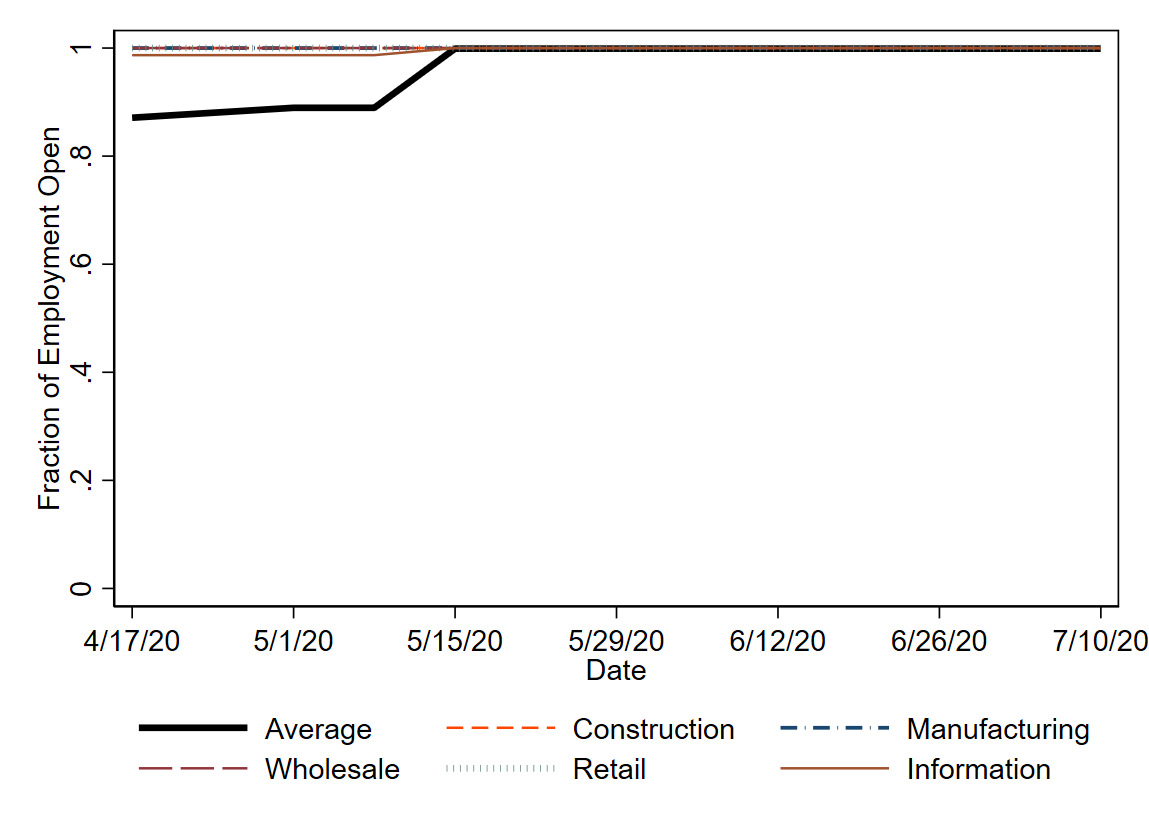 Fraction of Employment Open
1
.8
.6
.4
.2
0
4/17/20 5/1/20 5/15/20 5/29/20 6/12/20 6/26/20 7/10/20
Date
Average Construction Manufacturing
Wholesale Retail Information